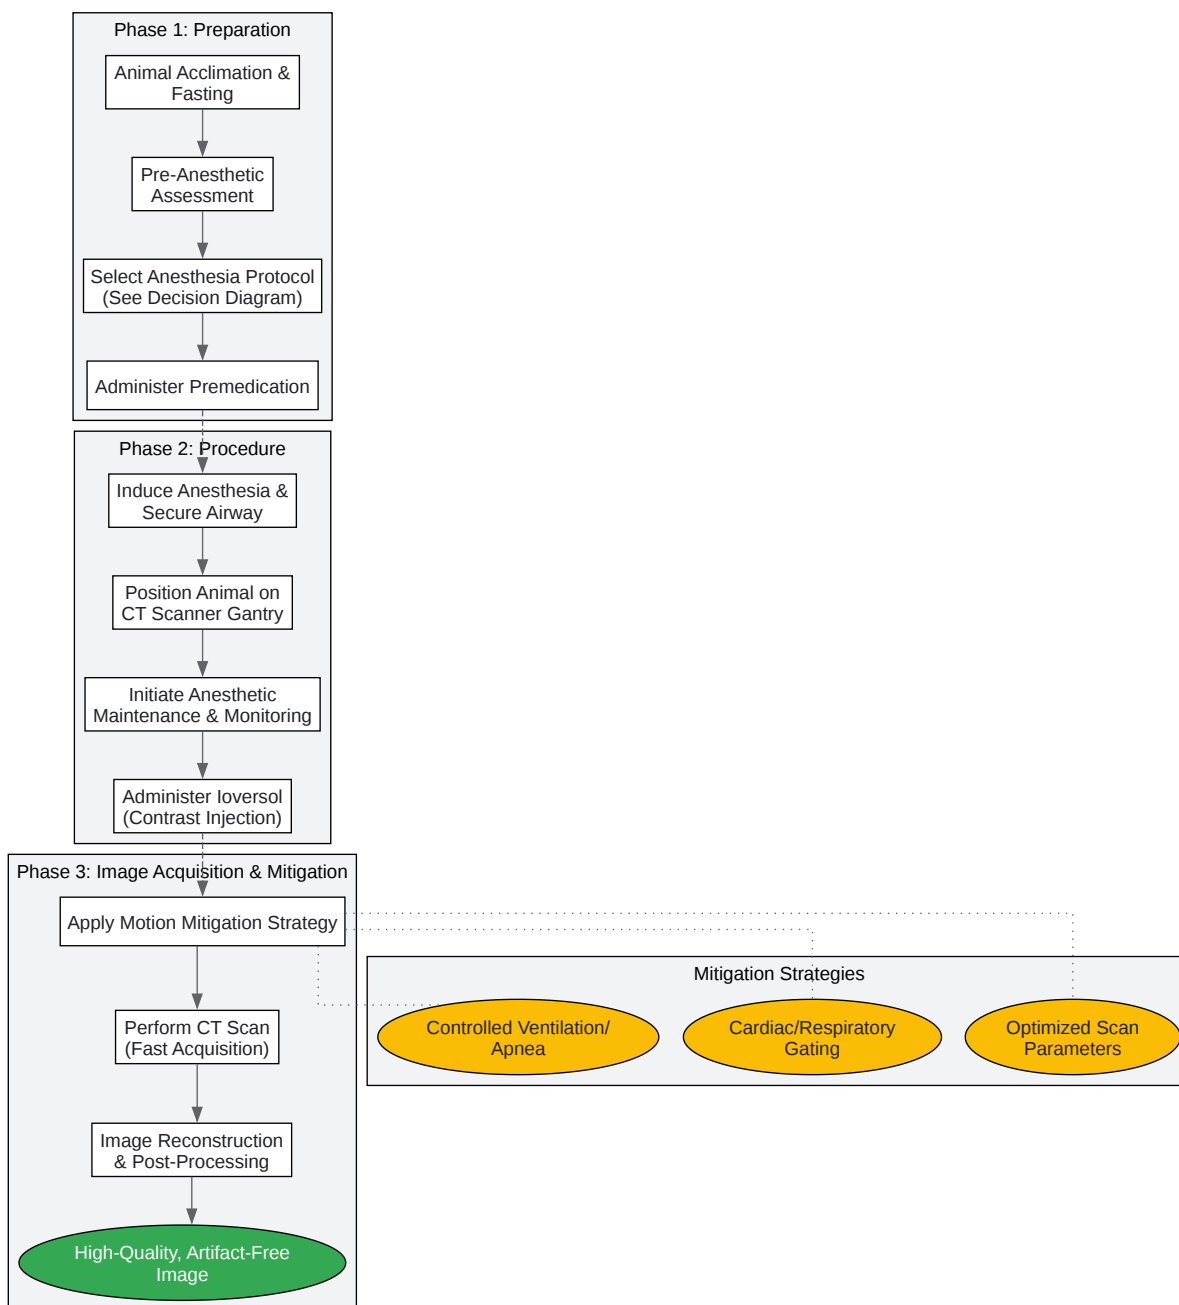 Phase 1: Preparation
Animal Acclimation &
Fasting
Pre-Anesthetic
Assessment
Select Anesthesia Protocol
(See Decision Diagram)
Administer Premedication
Phase 2: Procedure
Induce Anesthesia &
Secure Airway
Position Animal on
CT Scanner Gantry
Initiate Anesthetic
Maintenance & Monitoring
Administer Ioversol
(Contrast Injection)
Phase 3: Image Acquisition & Mitigation
Apply Motion Mitigation Strategy
Mitigation Strategies
Controlled Ventilation/
Apnea
Cardiac/Respiratory
Gating
Optimized Scan
Parameters
Perform CT Scan
(Fast Acquisition)
Image Reconstruction
& Post-Processing
High-Quality, Artifact-Free
Image